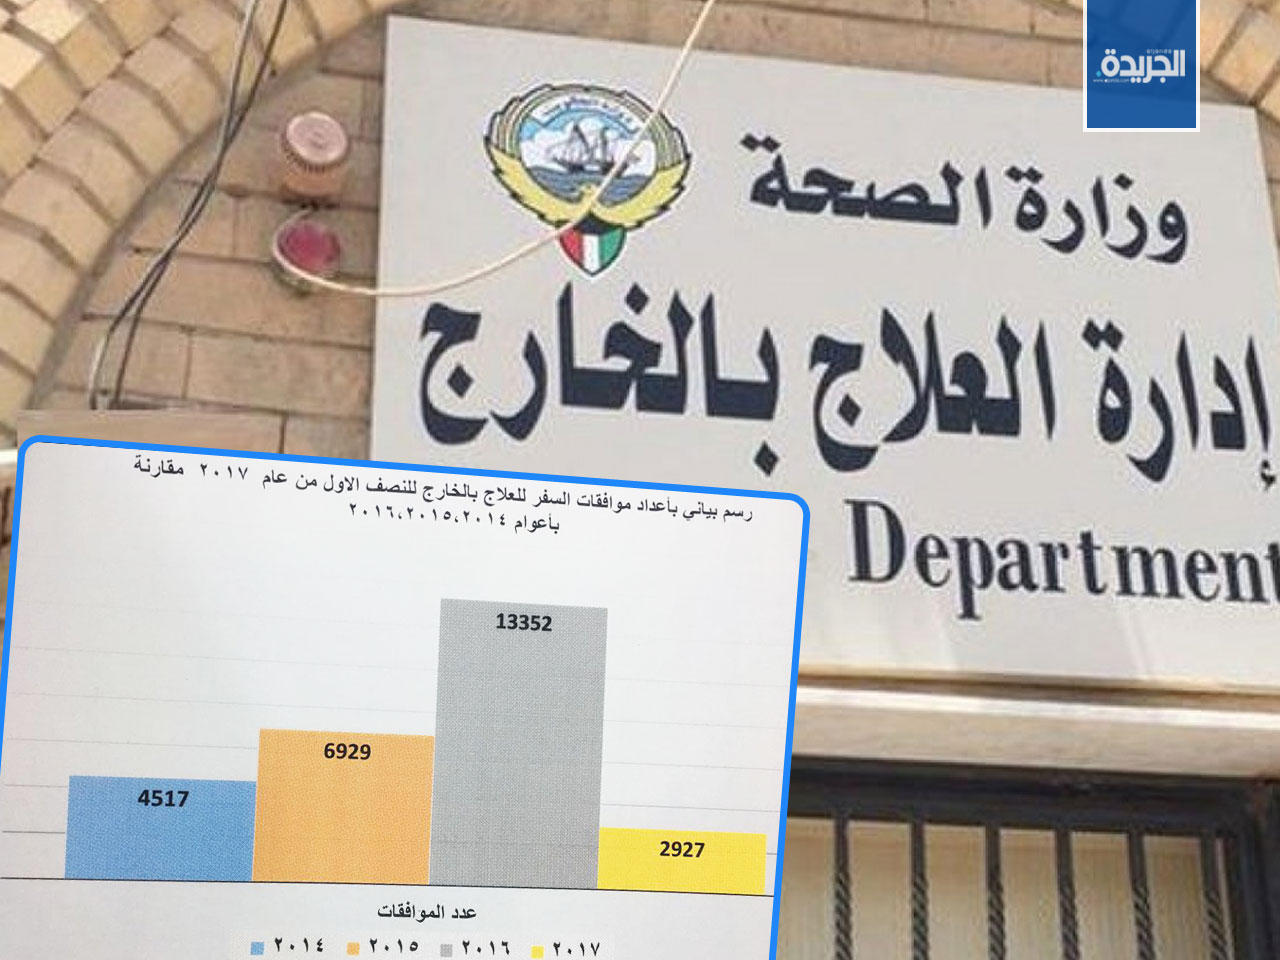 الجريدة
وزارة الصحة
إدارة العلاج بالخارج
Department
رسم بياني بأعداد موافقات السفر للعلاج بالخارج للنصف الاول من عام ٢٠١٧ مقارنة
بأعوام ٢٠١٤،٢٠١٥،٢٠١٦
13352
6929
4517
2927
عدد الموافقات
٢٠١٤ ٢٠١٥ ٢٠١٦ ٢٠١٧